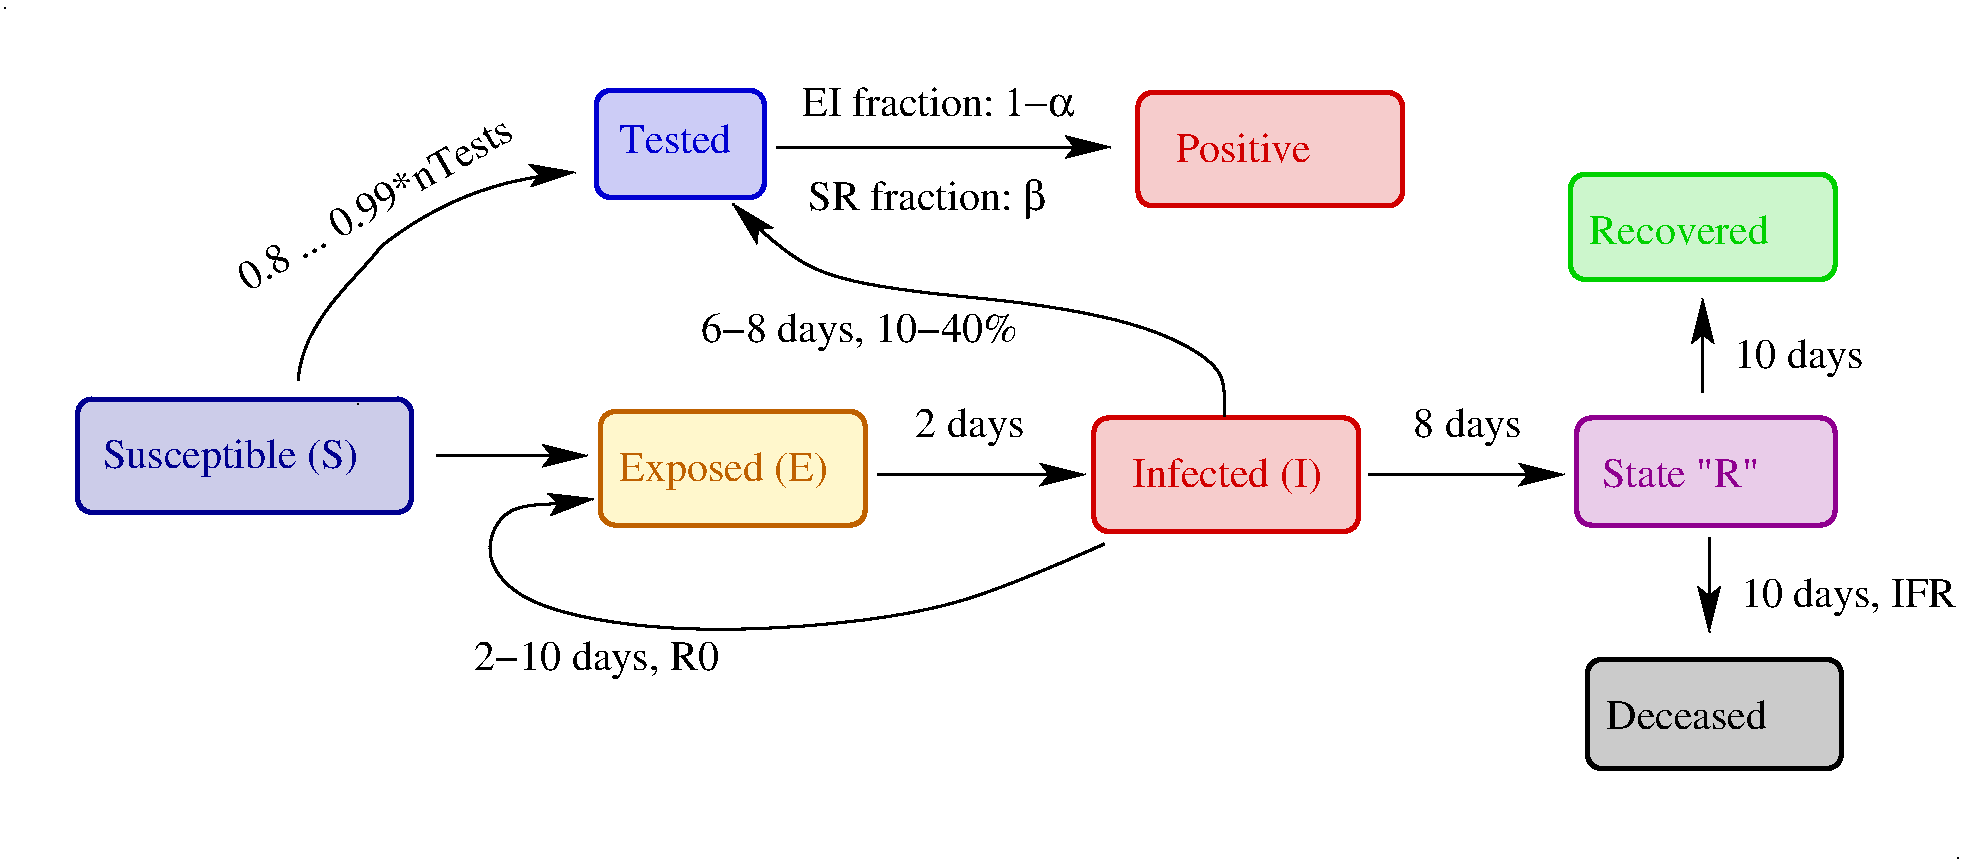 0.8 ... 0.99*nTests
Tested
EI fraction: 1−α
SR fraction: β
Positive
Recovered
6−8 days, 10−40%
10 days
Susceptible (S)
Exposed (E)
2 days
Infected (I)
8 days
State "R"
10 days, IFR
2−10 days, R0
Deceased